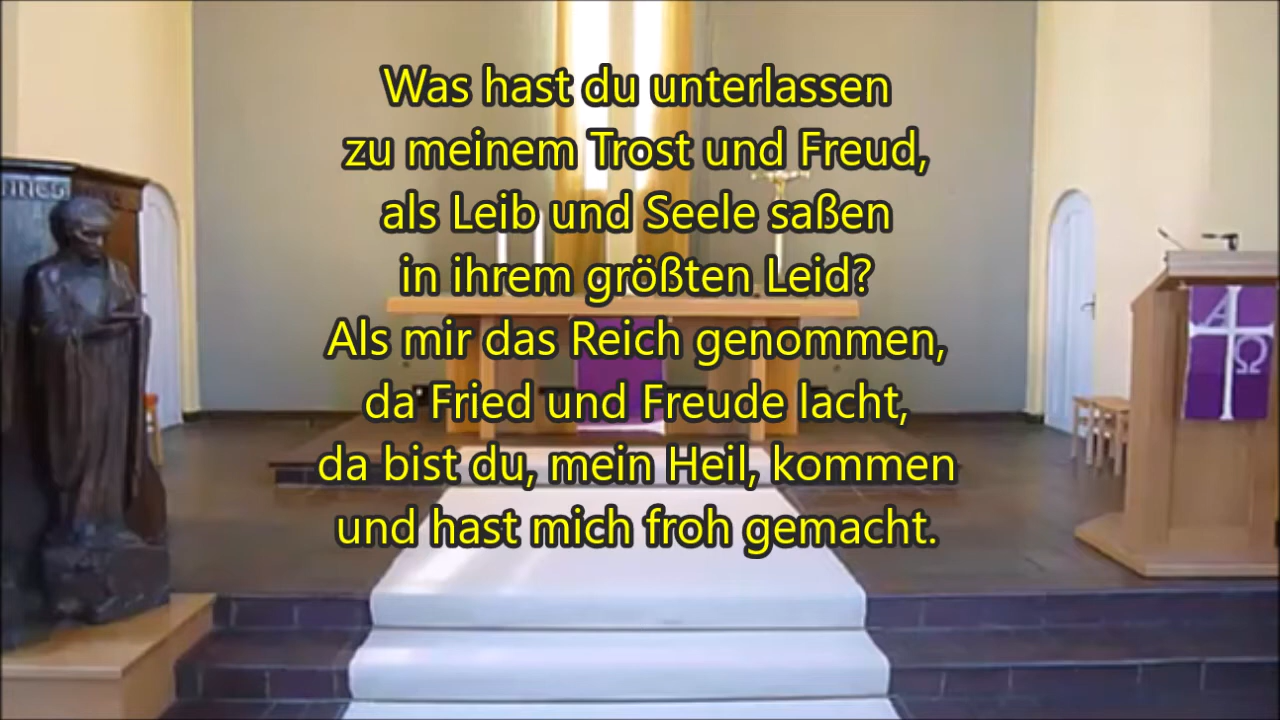 Was hast du unterlassen
zu meinem Trost und Freud,
als Leib und Seele saßen
in ihrem größten Leid?
Als mir das Reich genommen,
da Fried und Freude lacht,
da bist du, mein Heil, kommen
und hast mich froh gemacht.
Α
Ω